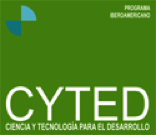 PROGRAMA
IBEROAMERICANO
CYTED
CIENCIA Y TECNOLOGÍA PARA EL DESARROLLO